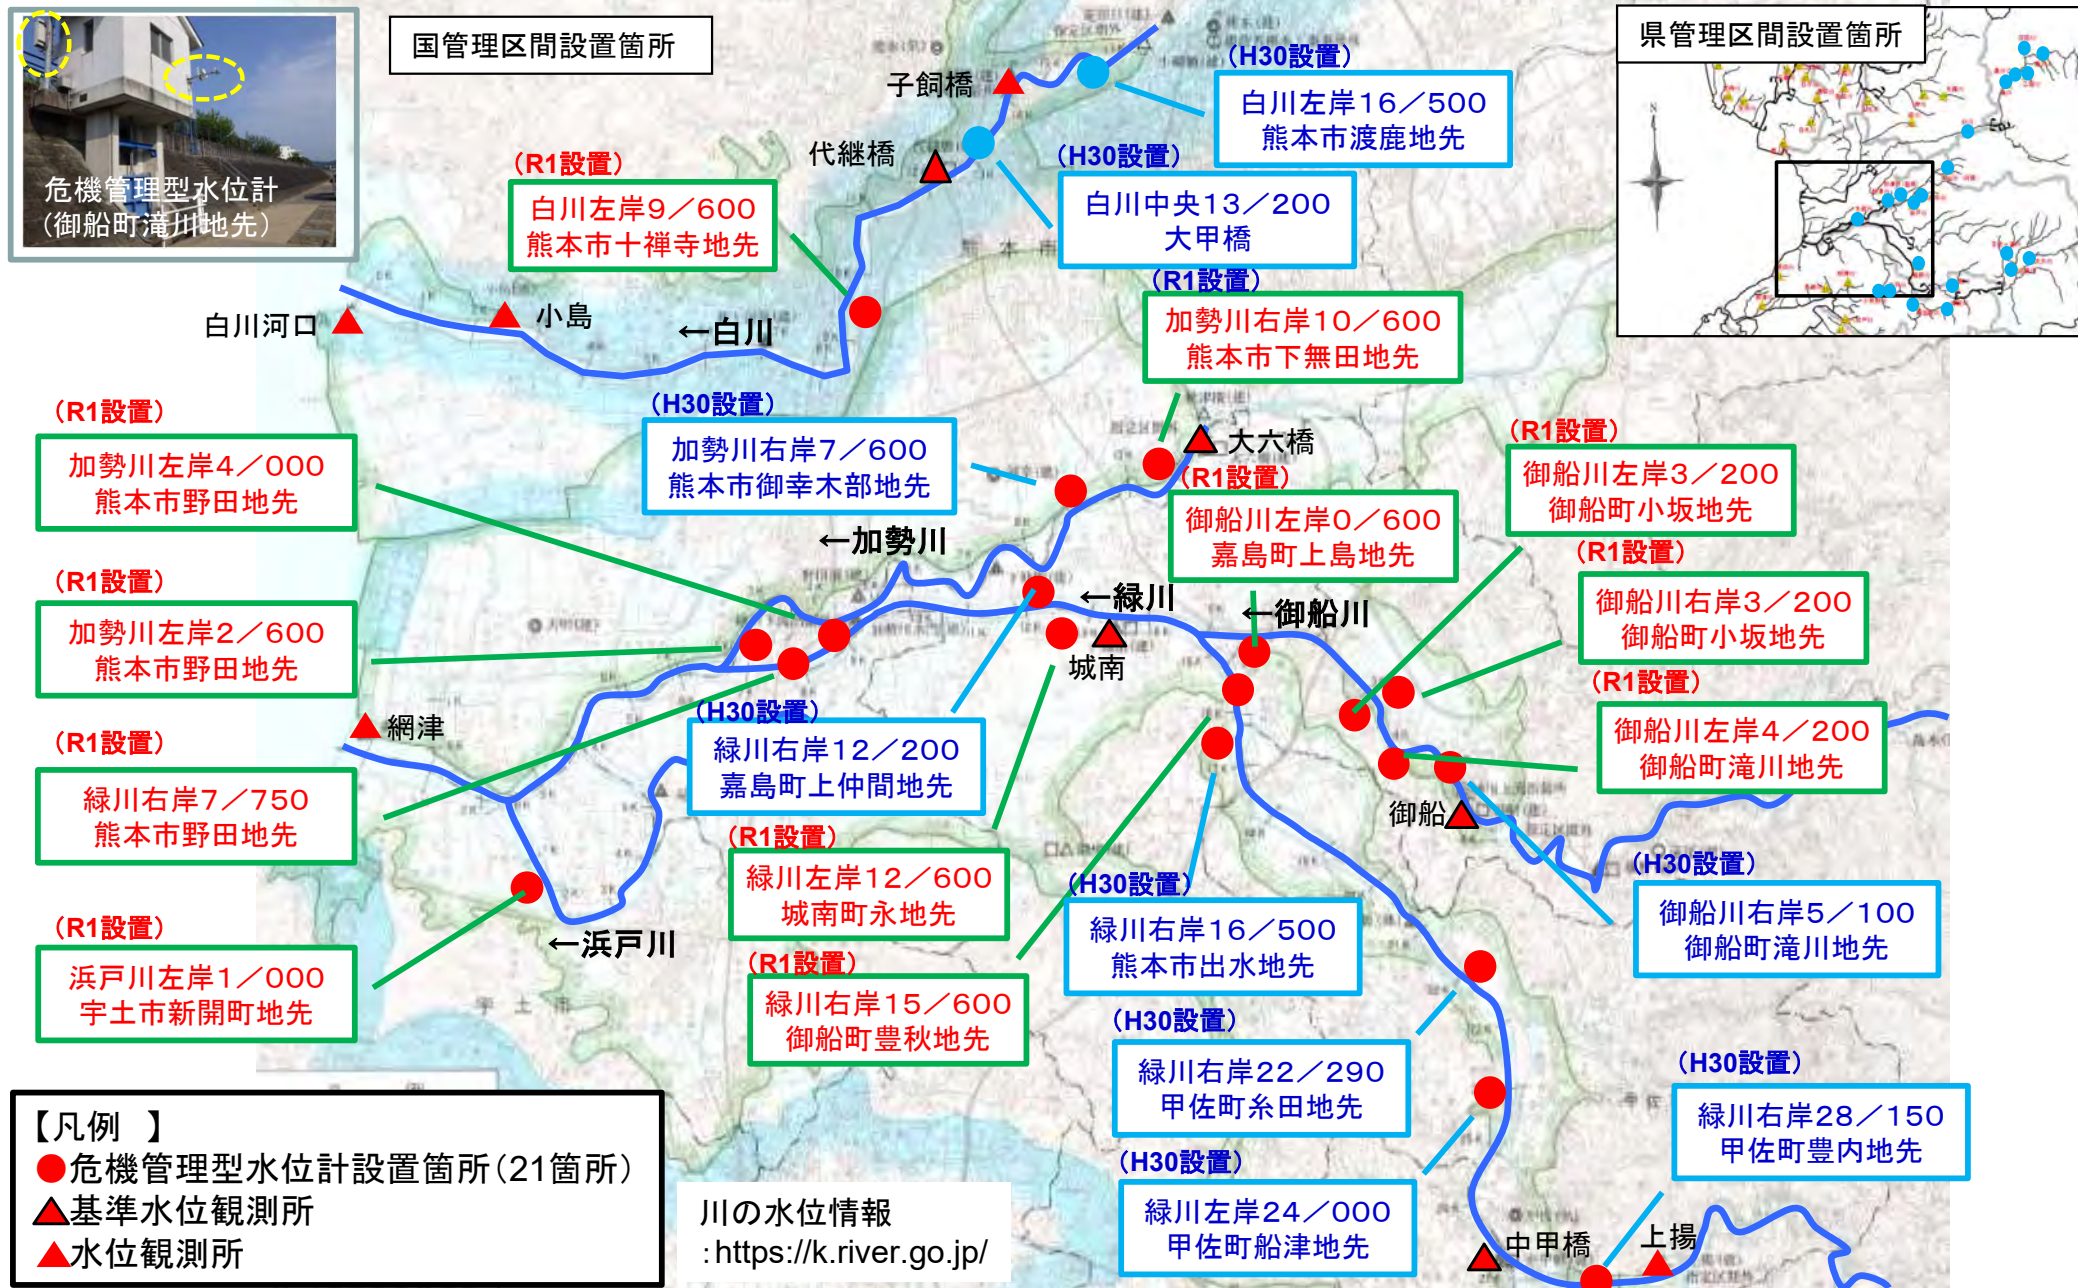 危機管理型水位計
(御船町滝川地先)
国管理区間設置箇所
県管理区間設置箇所
N
(H30設置)
白川左岸16／500
熊本市渡鹿地先
子飼橋
代継橋
(H30設置)
白川中央13／200
大甲橋
(R1設置)
白川左岸9／600
熊本市十禅寺地先
(R1設置)
加勢川右岸10／600
熊本市下無田地先
白川河口
小島
←白川
(R1設置)
加勢川左岸4／000
熊本市野田地先
(H30設置)
加勢川右岸7／600
熊本市御幸木部地先
大六橋
(R1設置)
御船川左岸0／600
嘉島町上島地先
(R1設置)
御船川左岸3／200
御船町小坂地先
←加勢川
(R1設置)
御船川右岸3／200
御船町小坂地先
(R1設置)
加勢川左岸2／600
熊本市野田地先
←緑川
←御船川
城南
(R1設置)
御船川左岸4／200
御船町滝川地先
網津
(H30設置)
緑川右岸12／200
嘉島町上仲間地先
(R1設置)
緑川右岸7／750
熊本市野田地先
御船
(R1設置)
緑川左岸12／600
城南町永地先
(H30設置)
緑川右岸16／500
熊本市出水地先
(H30設置)
御船川右岸5／100
御船町滝川地先
(R1設置)
浜戸川左岸1／000
宇土市新開町地先
←浜戸川
(R1設置)
緑川右岸15／600
御船町豊秋地先
宇土市
(H30設置)
緑川右岸22／290
甲佐町糸田地先
(H30設置)
緑川右岸28／150
甲佐町豊内地先
(H30設置)
緑川左岸24／000
甲佐町船津地先
中甲橋
上揚
【凡例 】
危機管理型水位計設置箇所(21箇所)
基準水位観測所
水位観測所
川の水位情報
:https://k.river.go.jp/